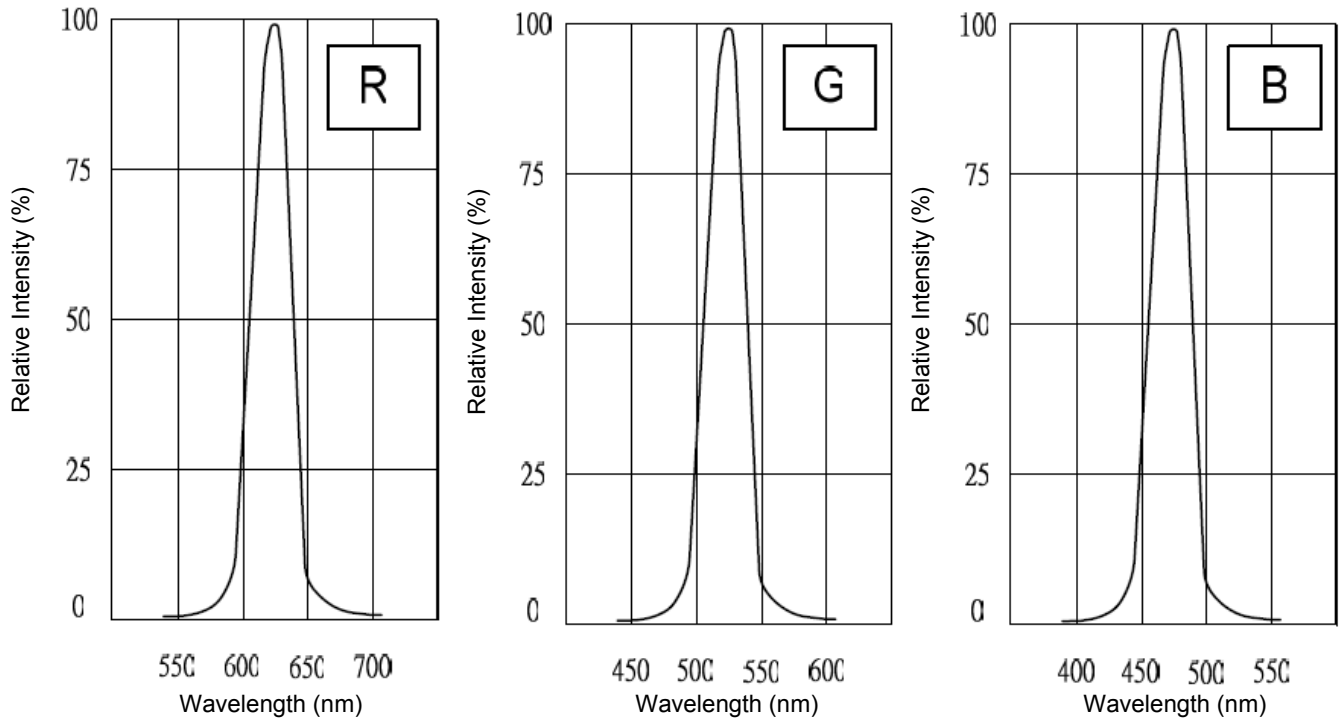 100
75
50
25
0
R
Relative Intensity (%)
550 600 650 700
Wavelength (nm)
100
75
50
25
0
G
Relative Intensity (%)
450 500 550 600
Wavelength (nm)
100
75
50
25
0
B
Relative Intensity (%)
400 450 500 550
Wavelength (nm)